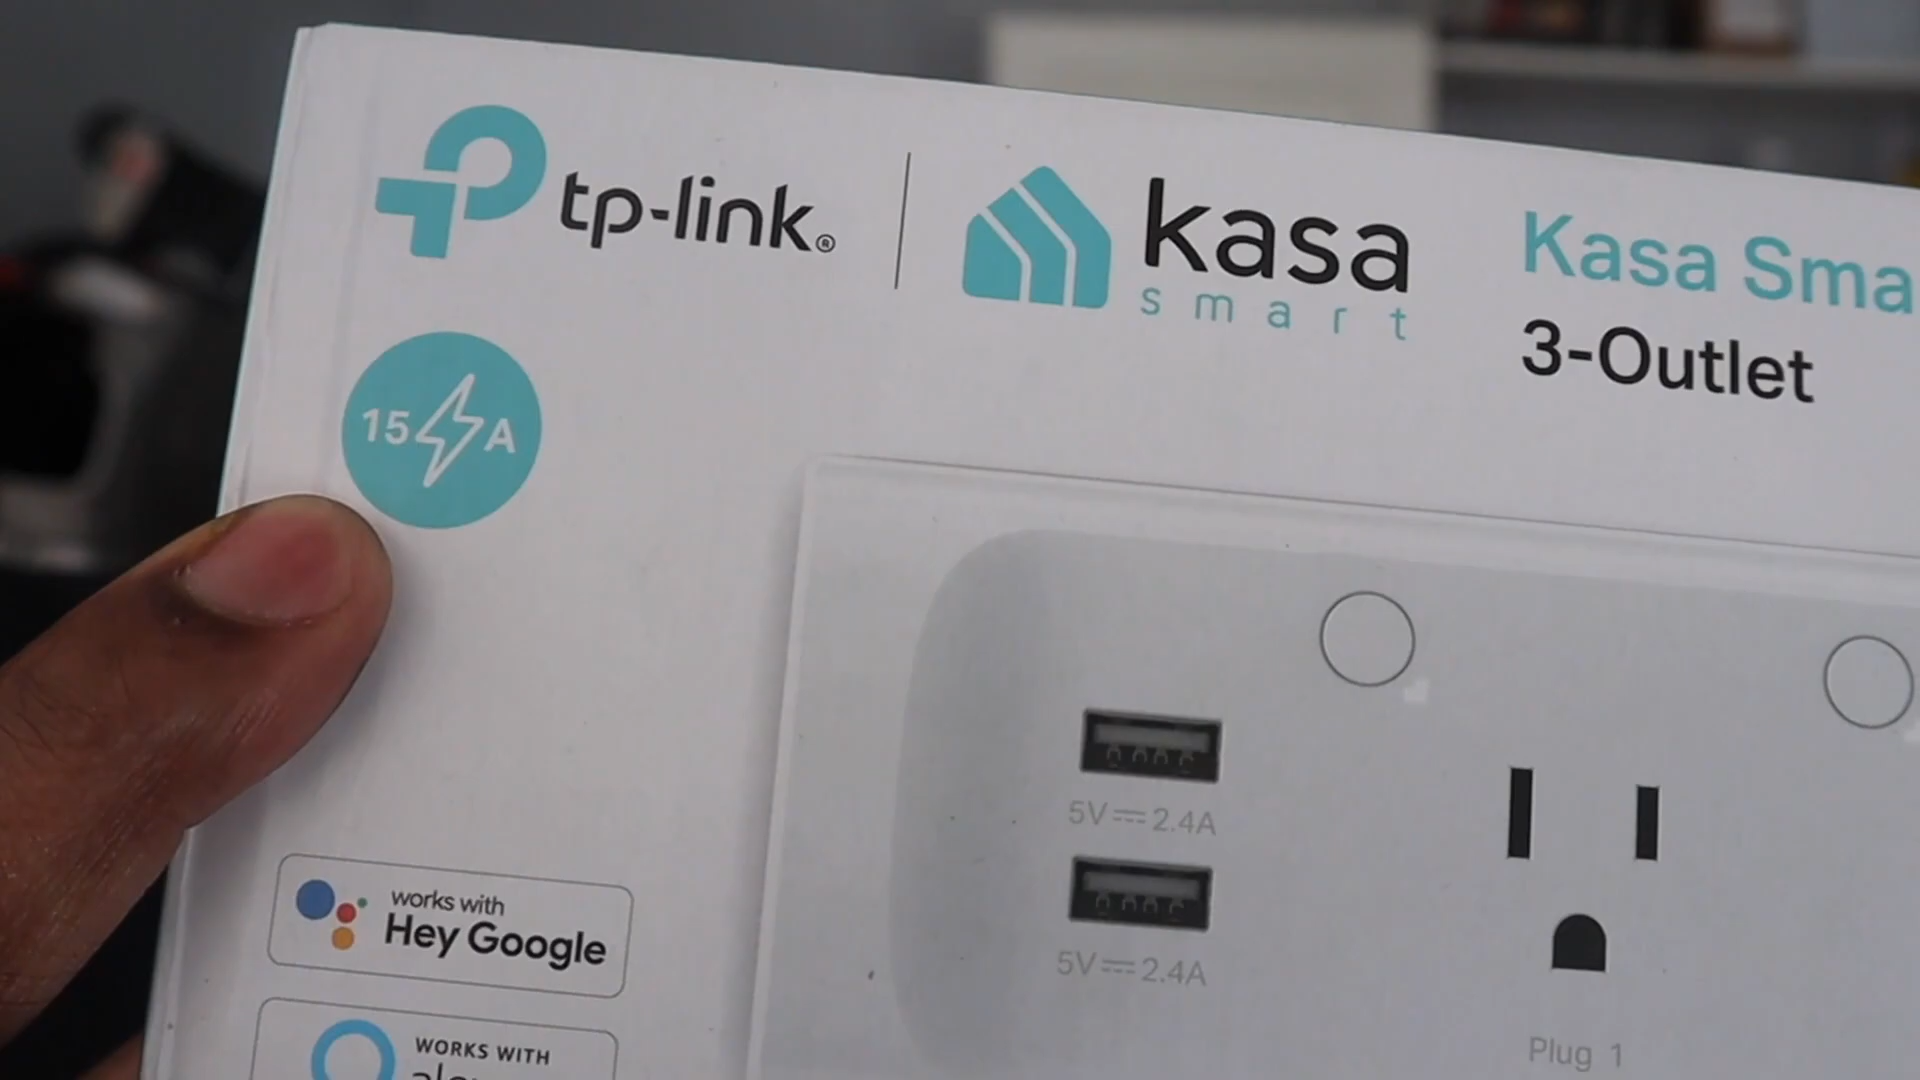 tp-link®
kasa
smart
Kasa Sma
3-Outlet
15 A
5V⎓2.4A
5V⎓2.4A
works with
Hey Google
WORKS WITH
Plug 1